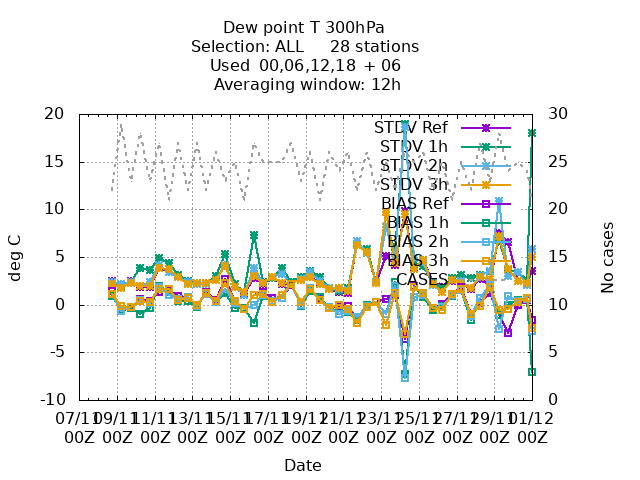 Dew point T 300hPa
Selection: ALL 28 stations
Used 00,06,12,18 + 06
Averaging window: 12h
20
15
10
5
0
-5
-10
30
25
20
15
10
5
0
deg C
No cases
STDV Ref
STDV 1h
STDV 2h
STDV 3h
BIAS Ref
BIAS 1h
BIAS 2h
BIAS 3h
CASES
07/11 09/11 11/11 13/11 15/11 17/11 19/11 21/11 23/11 25/11 27/11 29/11 01/12
00Z 00Z 00Z 00Z 00Z 00Z 00Z 00Z 00Z 00Z 00Z 00Z 00Z
Date